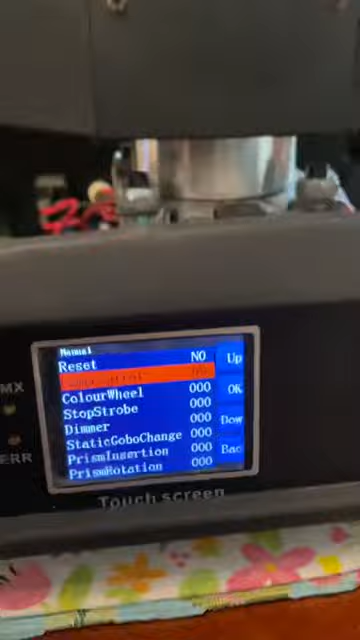 Manual
Reset NO Up
ColourWheel 000 OK
StopStrobe 000
Dimmer 000 Dow
StaticGoboChange 000
PrismInsertion 000 Bac
PrismRotation 000
MX
ERR
Touch screen